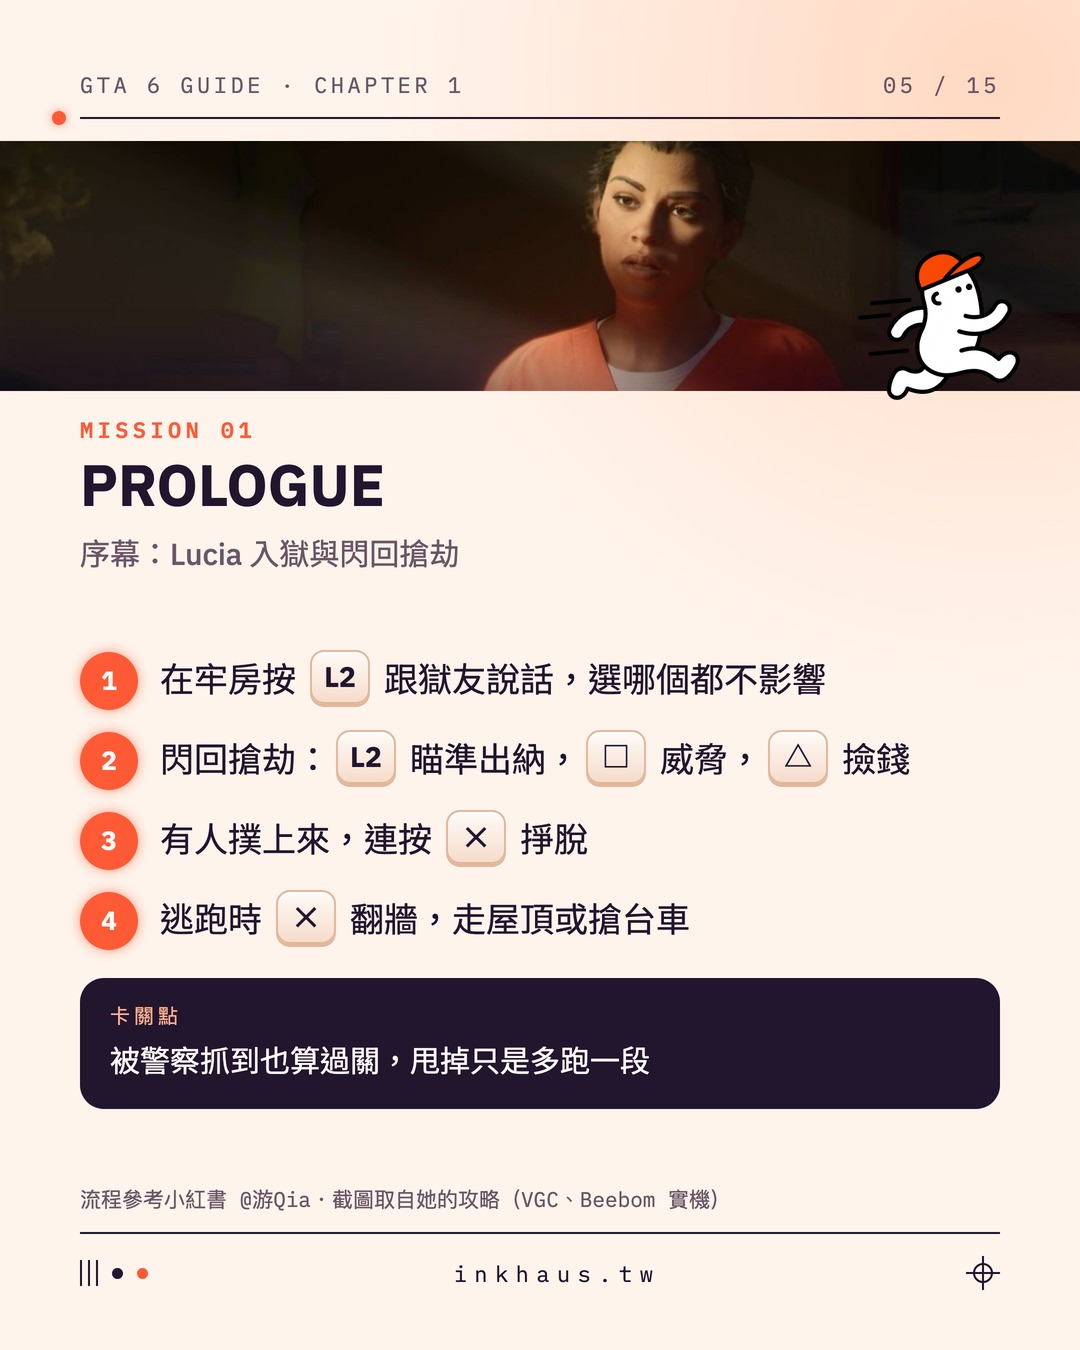 GTA 6 GUIDE · CHAPTER 1
05 / 15
MISSION 01
PROLOGUE
序幕：Lucia 入獄與閃回搶劫
1 在牢房按 L2 跟獄友說話，選哪個都不影響
2 閃回搶劫： L2 瞄準出納， □ 威脅， △ 撿錢
3 有人撲上來，連按 ✕ 掙脫
4 逃跑時 ✕ 翻牆，走屋頂或搶台車
卡關點
被警察抓到也算過關，甩掉只是多跑一段
流程參考小紅書 @游Qia · 截圖取自她的攻略（VGC、Beebom 實機）
inkhaus.tw